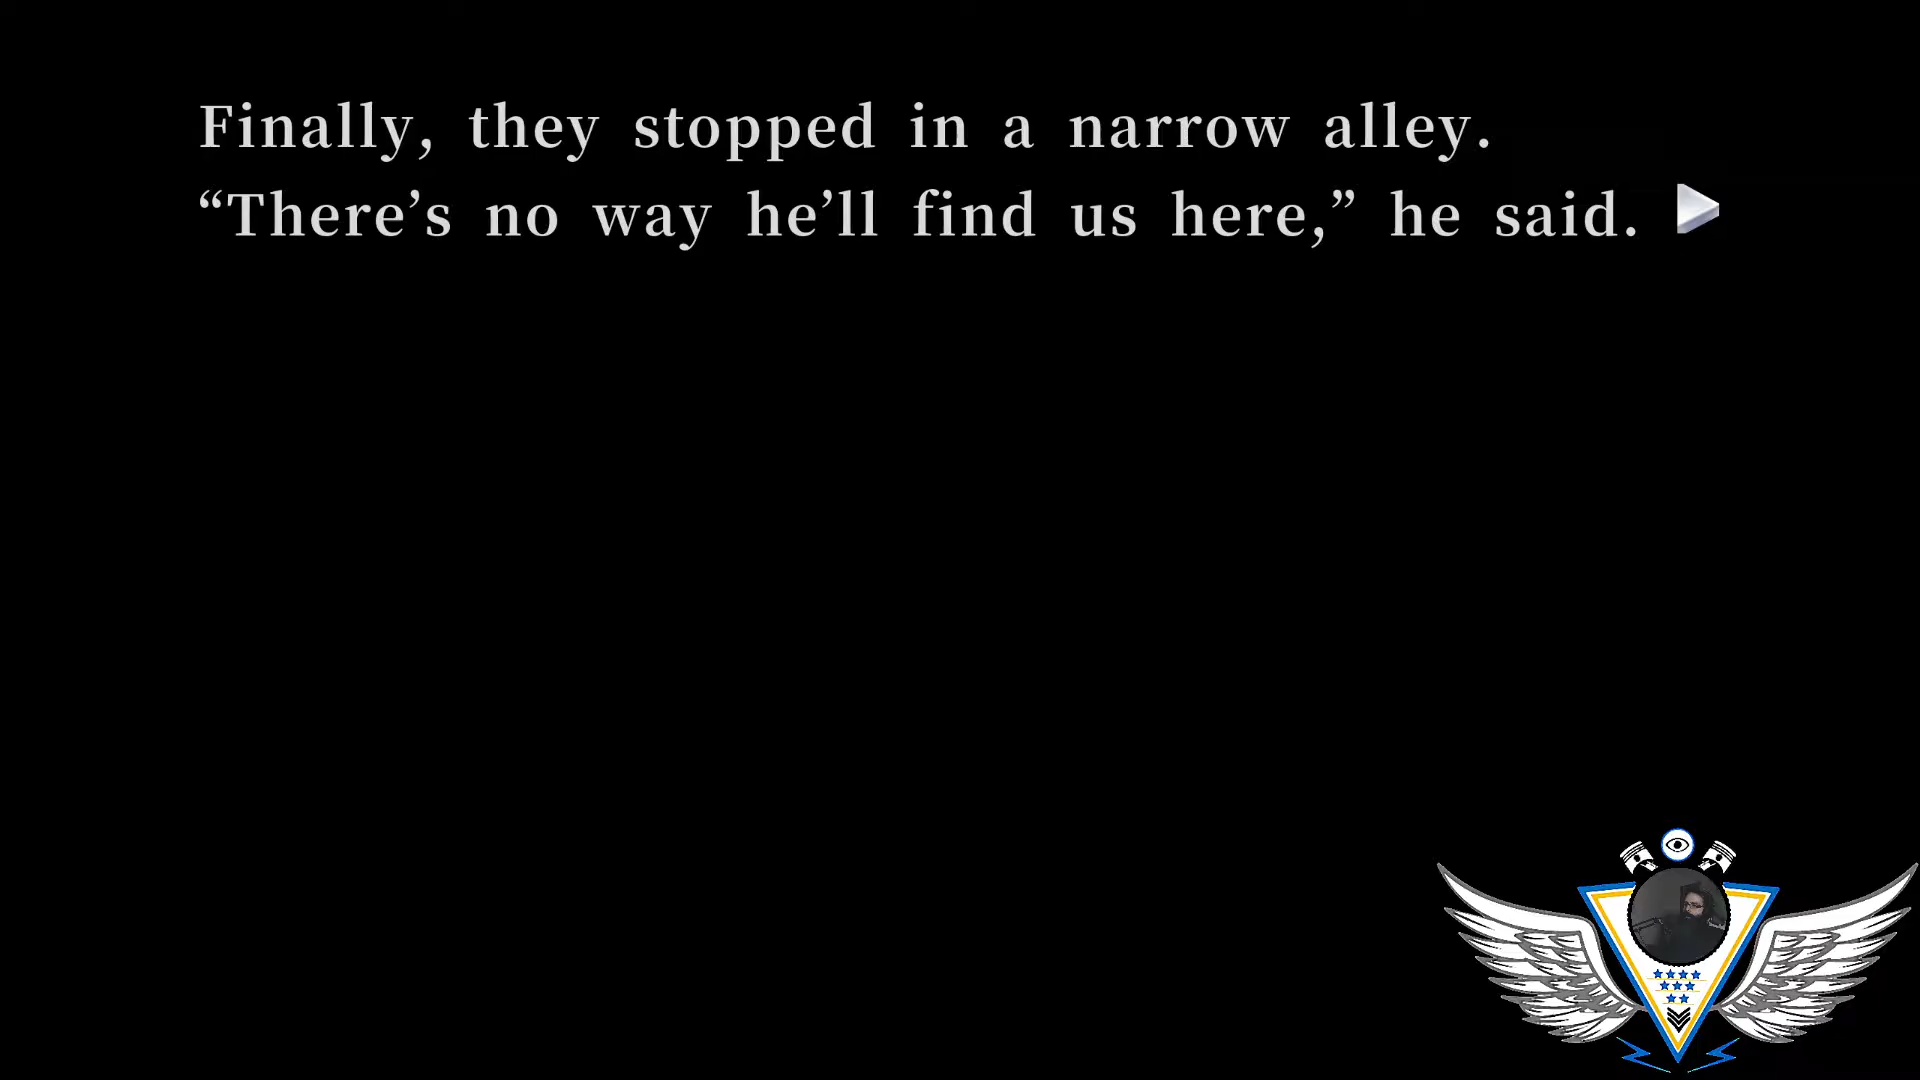 Finally, they stopped in a narrow alley.
“There’s no way he’ll find us here,” he said.